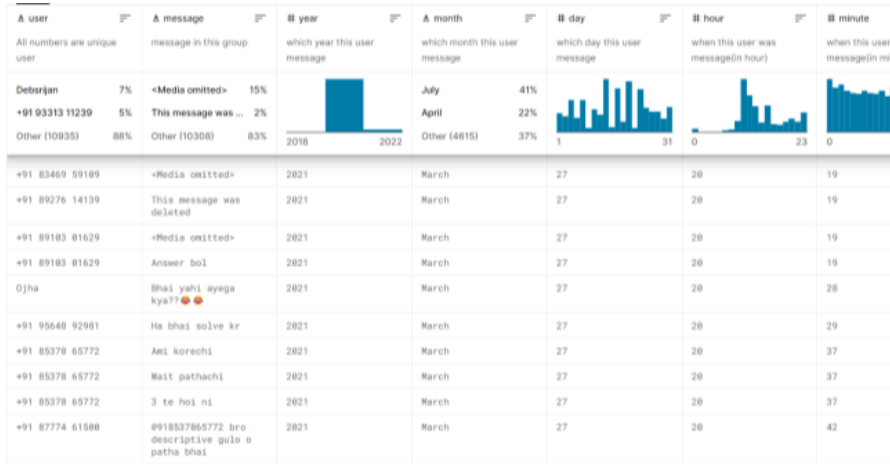 user
message
year
month
day
hour
minute
All numbers are unique user
message in this group
which year this user message
which month this user message
which day this user message
when this user was message(in hour)
when this user message(in mi
Debsrijan 7%
+91 93313 11239 5%
Other (10935) 88%
<Media omitted> 15%
This message was ... 2%
Other (10308) 83%
2018 2022
July 41%
April 22%
Other (4615) 37%
1 31
0 23
0
+91 83469 59109 <Media omitted> 2021 March 27 20 19
+91 89276 14139 This message was deleted 2021 March 27 20 19
+91 89103 01629 <Media omitted> 2021 March 27 20 19
+91 89103 01629 Answer bol 2021 March 27 20 19
Ojha Bhai yahi ayega kya??😂😂 2021 March 27 20 28
+91 95648 92981 Ha bhai solve kr 2021 March 27 20 29
+91 85378 65772 Ami korechi 2021 March 27 20 37
+91 85378 65772 Wait pathachi 2021 March 27 20 37
+91 85378 65772 3 te hoi ni 2021 March 27 20 37
+91 87774 61500 @918537865772 bro descriptive gulo o patha bhai 2021 March 27 20 42